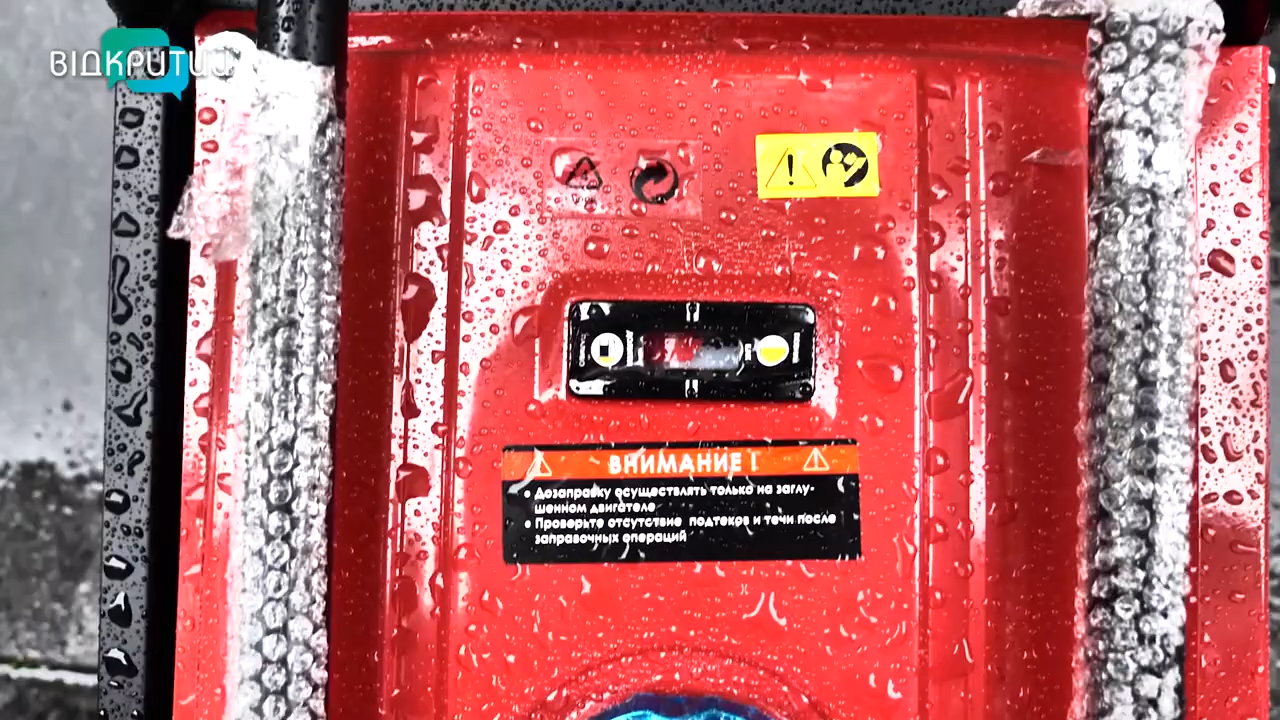 ВІДКРИТИЙ
ВНИМАНИЕ !
• Дозаправку осуществлять только на заглу-
шенном двигателе
• Проверьте отсутствие подтеков и течи после
заправочных операций